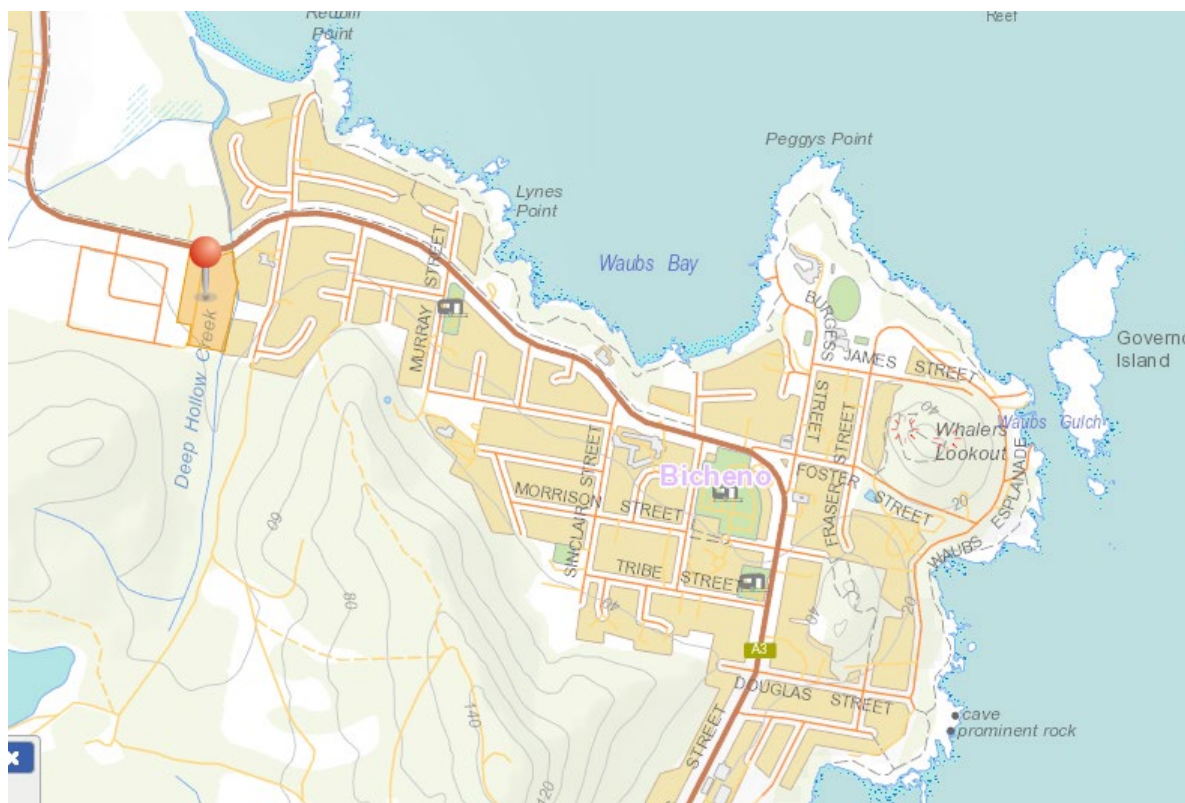 Redbill
Point
Reef
Peggys Point
Lynes
Point
Waubs Bay
Governo
Island
MURRAY STREET
BURGESS
STREET
JAMES STREET
Deep Hollow Creek
Waubs Gulch
Whalers
Lookout
40
Bicheno
FOSTER
STREET
FRASER STREET
SINCLAIR STREET
MORRISON STREET
20
WAUBS ESPLANADE
60
TRIBE STREET
80
40
40
20
A3
DOUGLAS STREET
STREET
140
120
cave
prominent rock